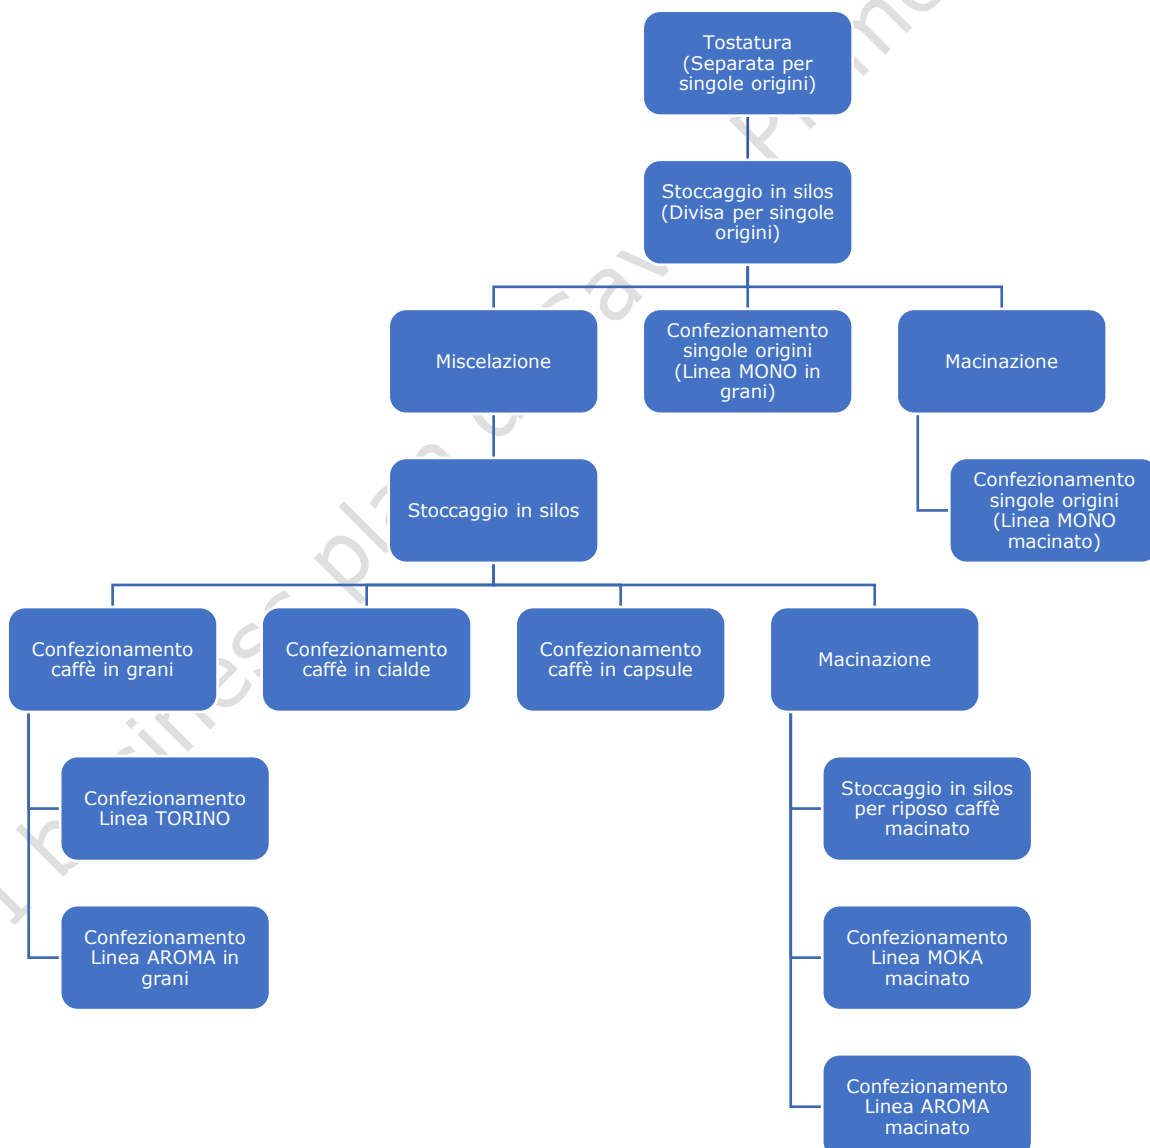 Tostatura
(Separata per
singole origini)
Stoccaggio in silos
(Divisa per singole
origini)
Miscelazione
Confezionamento
singole origini
(Linea MONO in
grani)
Macinazione
Stoccaggio in silos
Confezionamento
singole origini
(Linea MONO
macinato)
Confezionamento
caffè in grani
Confezionamento
caffè in cialde
Confezionamento
caffè in capsule
Macinazione
Confezionamento
Linea TORINO
Stoccaggio in silos
per riposo caffè
macinato
Confezionamento
Linea AROMA in
grani
Confezionamento
Linea MOKA
macinato
Confezionamento
Linea AROMA
macinato